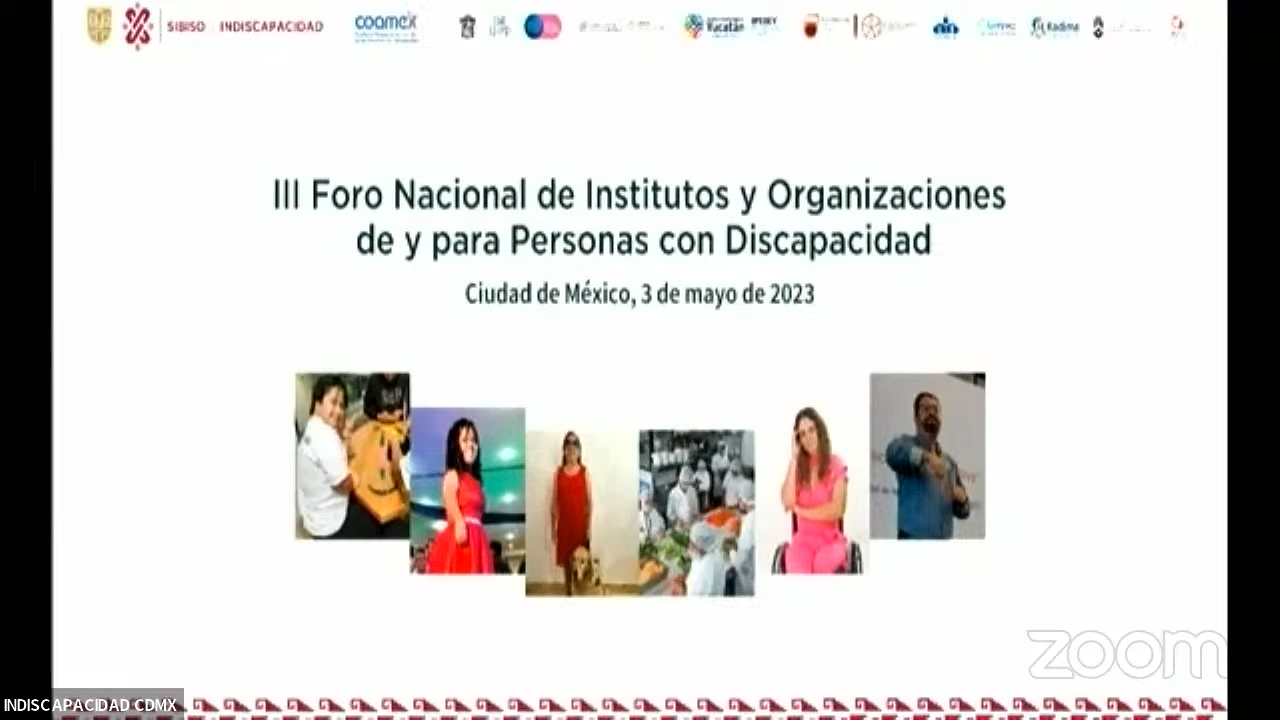 SIBISO INDISCAPACIDAD
coamex
Yucatán
Kadima
III Foro Nacional de Institutos y Organizaciones
de y para Personas con Discapacidad
Ciudad de México, 3 de mayo de 2023
zoom
INDISCAPACIDAD CDMX